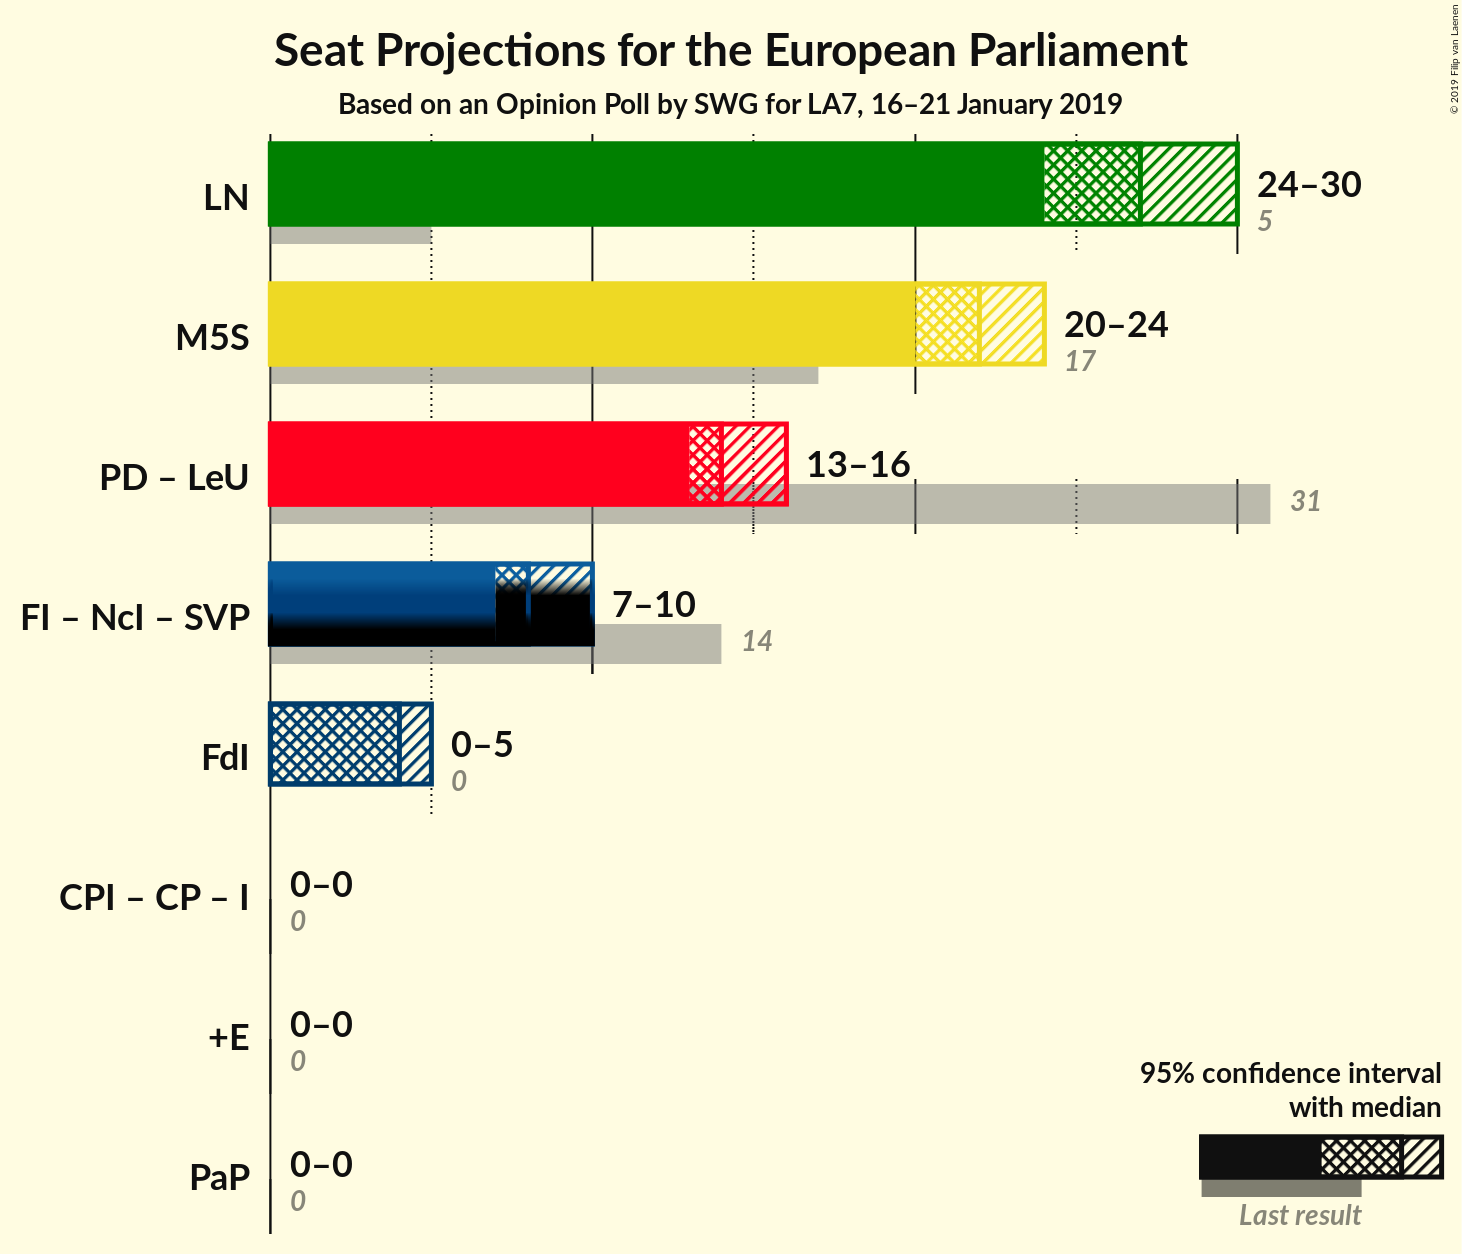 Seat Projections for the European Parliament
Based on an Opinion Poll by SWG for LA7, 16–21 January 2019
© 2019 Filip van Laenen
LN
24–30
5
M5S
20–24
17
PD – LeU
13–16
31
FI – NcI – SVP
7–10
14
FdI
0–5
0
CPI – CP – I
0–0
0
+E
0–0
0
PaP
0–0
0
95% confidence interval
with median
Last result